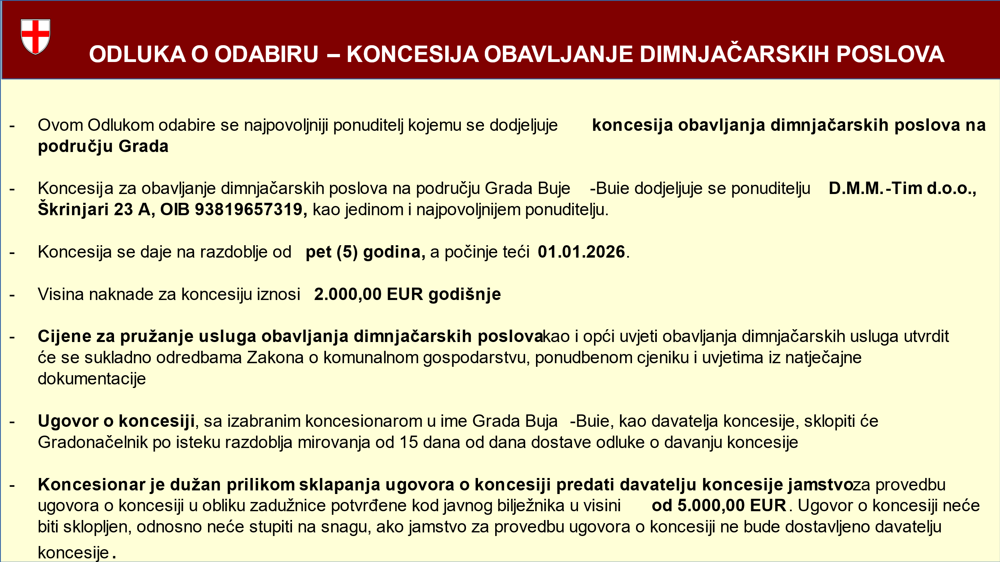 ODLUKA O ODABIRU – KONCESIJA OBAVLJANJE DIMNJAČARSKIH POSLOVA
- Ovom Odlukom odabire se najpovoljniji ponuditelj kojemu se dodjeljuje koncesija obavljanja dimnjačarskih poslova na
području Grada
- Koncesija za obavljanje dimnjačarskih poslova na području Grada Buje -Buie dodjeljuje se ponuditelju D.M.M.-Tim d.o.o.,
Škrinjari 23 A, OIB 93819657319, kao jedinom i najpovoljnijem ponuditelju.
- Koncesija se daje na razdoblje od pet (5) godina, a počinje teći 01.01.2026.
- Visina naknade za koncesiju iznosi 2.000,00 EUR godišnje
- Cijene za pružanje usluga obavljanja dimnjačarskih poslova kao i opći uvjeti obavljanja dimnjačarskih usluga utvrdit
će se sukladno odredbama Zakona o komunalnom gospodarstvu, ponudbenom cjeniku i uvjetima iz natječajne
dokumentacije
- Ugovor o koncesiji, sa izabranim koncesionarom u ime Grada Buja -Buie, kao davatelja koncesije, sklopiti će
Gradonačelnik po isteku razdoblja mirovanja od 15 dana od dana dostave odluke o davanju koncesije
- Koncesionar je dužan prilikom sklapanja ugovora o koncesiji predati davatelju koncesije jamstvo za provedbu
ugovora o koncesiji u obliku zadužnice potvrđene kod javnog bilježnika u visini od 5.000,00 EUR. Ugovor o koncesiji neće
biti sklopljen, odnosno neće stupiti na snagu, ako jamstvo za provedbu ugovora o koncesiji ne bude dostavljeno davatelju
koncesije.